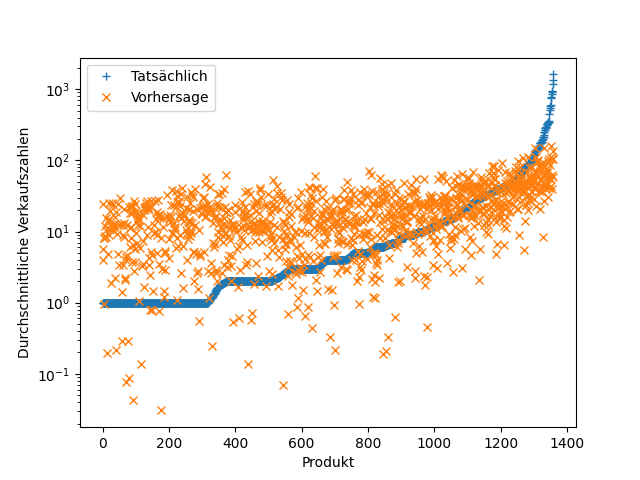 Tatsächlich
Vorhersage
Durchschnittliche Verkaufszahlen
10³
10²
10¹
10⁰
10⁻¹
0 200 400 600 800 1000 1200 1400
Produkt